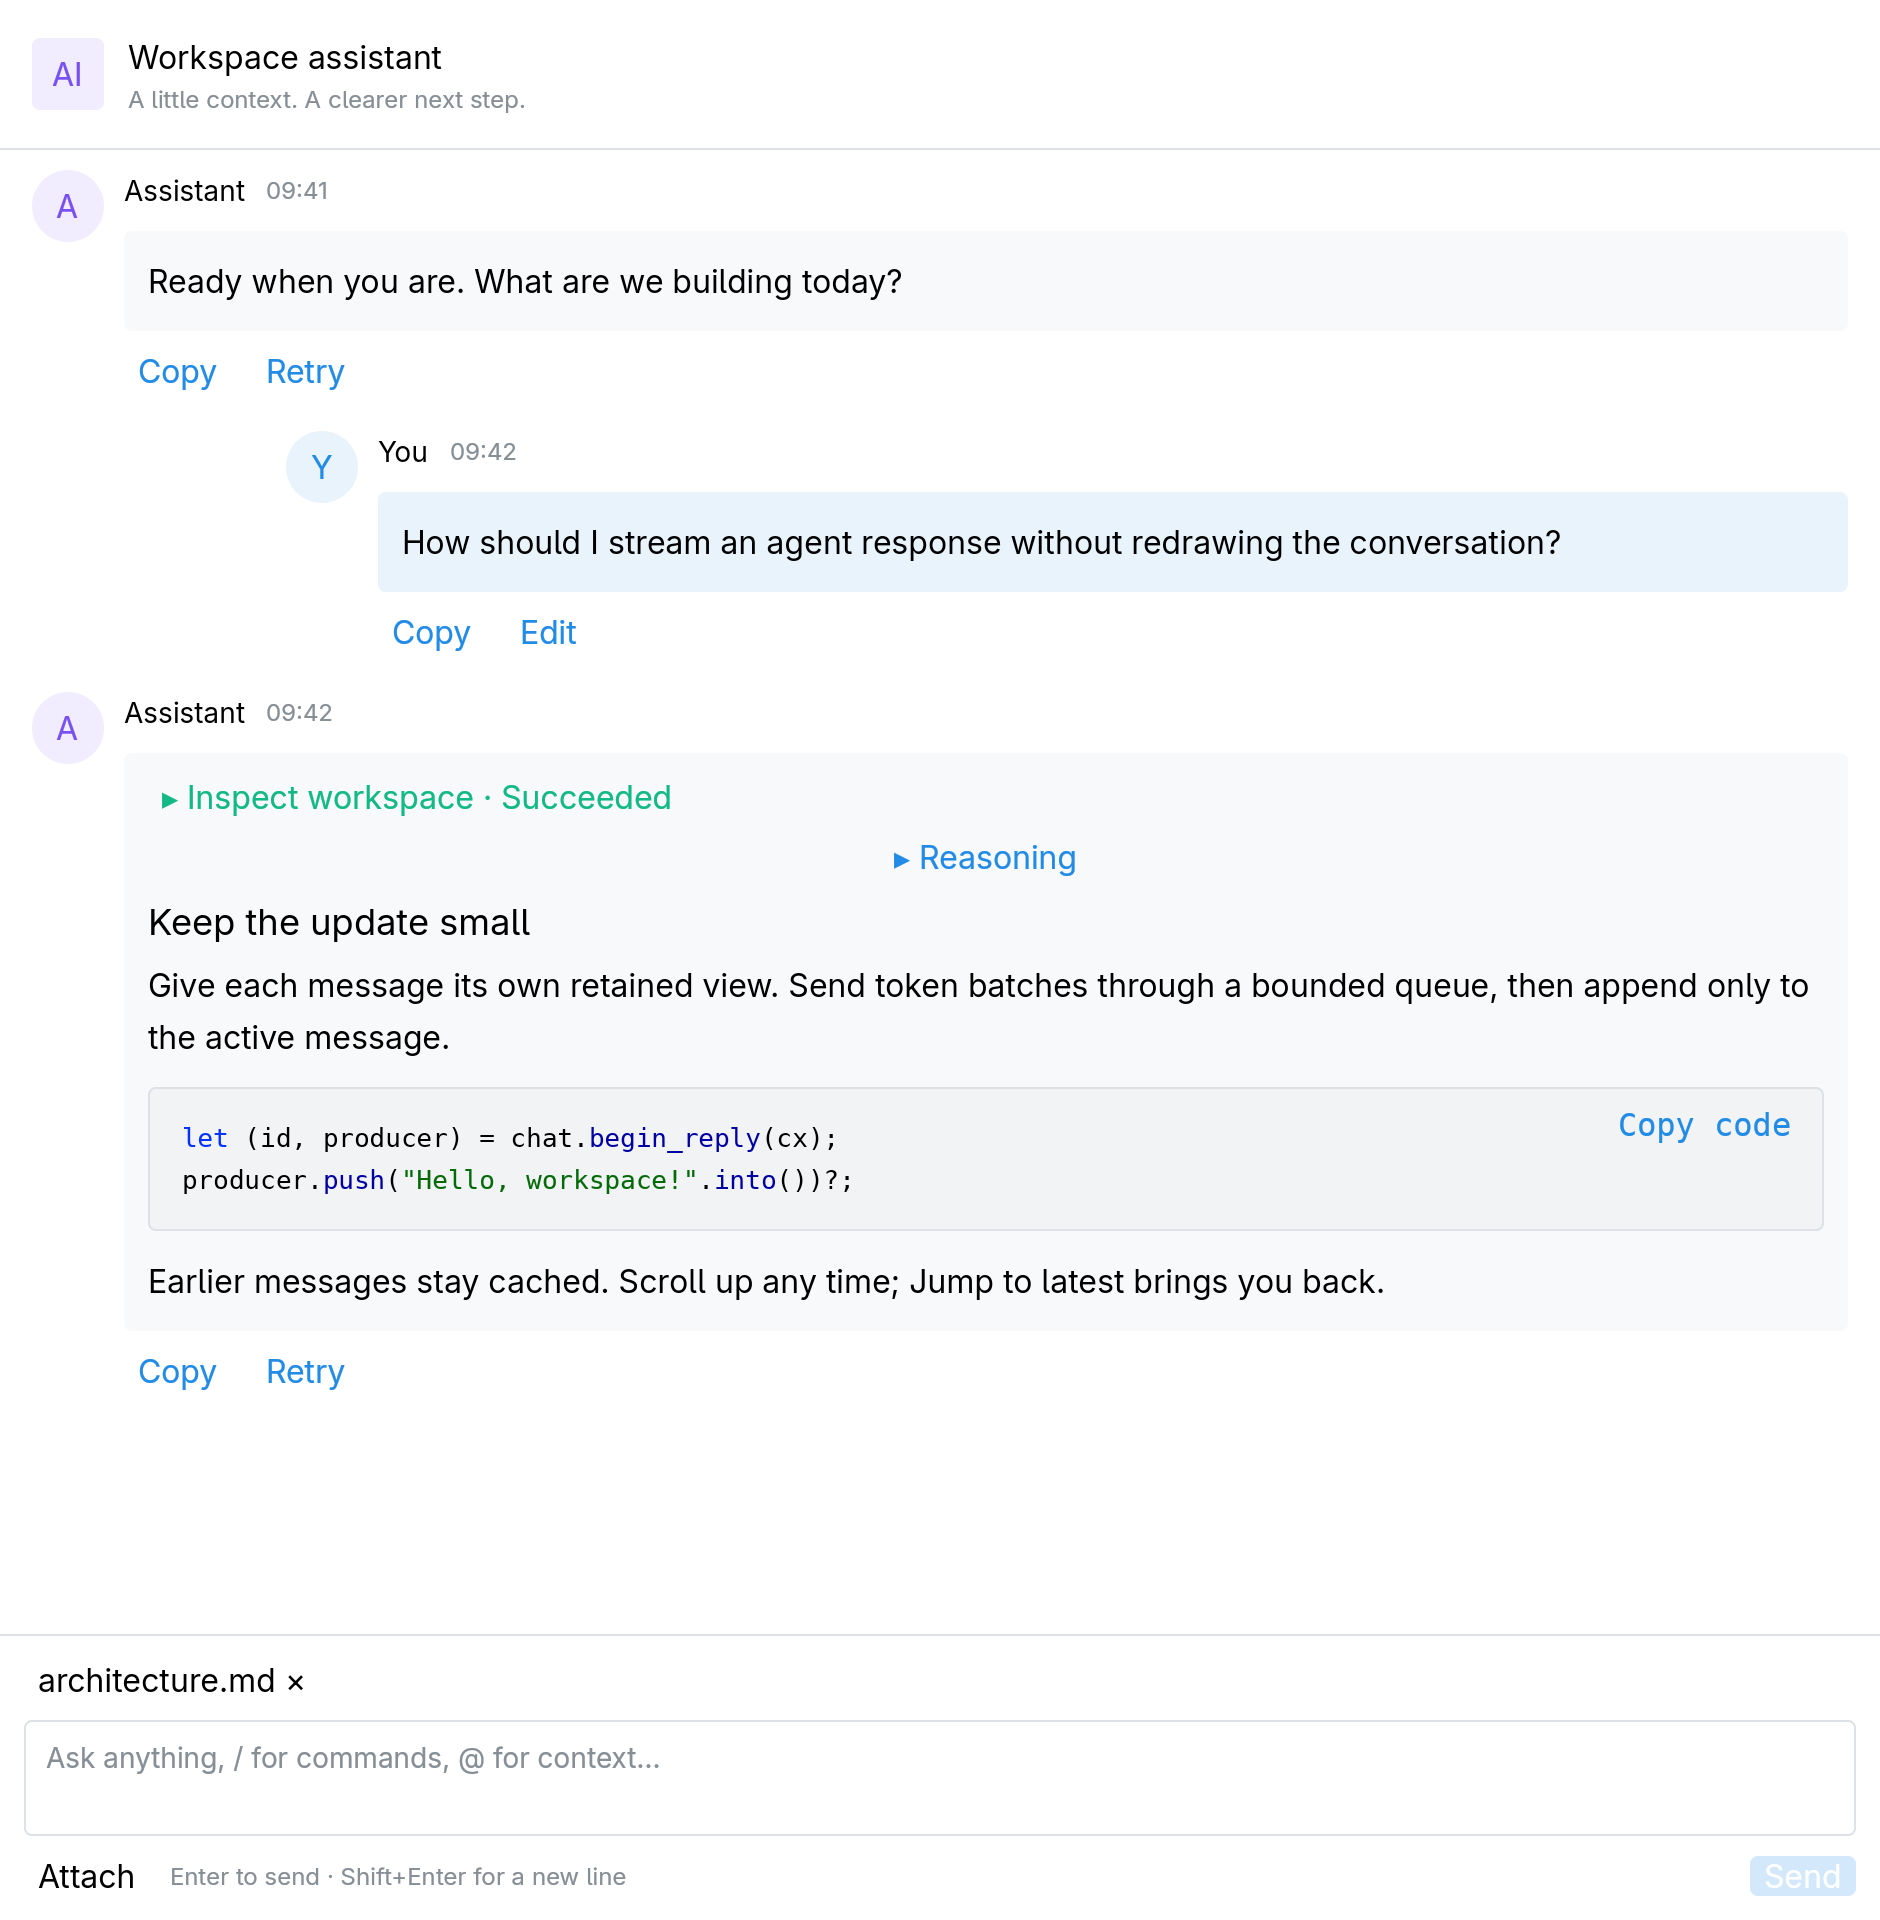 AI
Workspace assistant
A little context. A clearer next step.
A
Assistant 09:41
Ready when you are. What are we building today?
Copy Retry
Y
You 09:42
How should I stream an agent response without redrawing the conversation?
Copy Edit
A
Assistant 09:42
▸ Inspect workspace · Succeeded
▸ Reasoning
Keep the update small
Give each message its own retained view. Send token batches through a bounded queue, then append only to
the active message.
Copy code
let (id, producer) = chat.begin_reply(cx);
producer.push("Hello, workspace!".into())?;
Earlier messages stay cached. Scroll up any time; Jump to latest brings you back.
Copy Retry
architecture.md ×
Ask anything, / for commands, @ for context...
Attach Enter to send · Shift+Enter for a new line Send